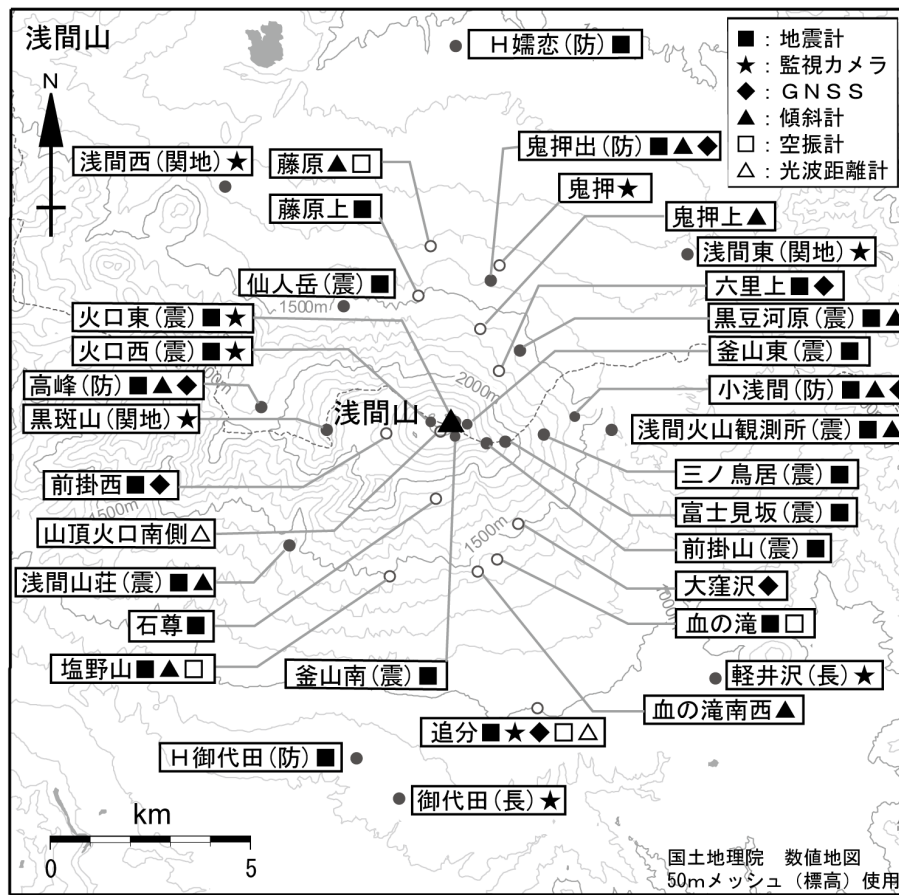 浅間山
H嬬恋(防)■
■:地震計
★:監視カメラ
◆:GNSS
▲:傾斜計
□:空振計
△:光波距離計
N
浅間西(関地)★
藤原▲□
鬼押出(防)■▲◆
鬼押★
藤原上■
鬼押上▲
浅間東(関地)★
仙人岳(震)■
1500m
六里上■◆
火口東(震)■★
黒豆河原(震)■▲
火口西(震)■★
釜山東(震)■
高峰(防)■▲◆
2000m
小浅間(防)■▲◆
黒斑山(関地)★
浅間山
浅間火山観測所(震)■▲
前掛西■◆
三ノ鳥居(震)■
1500m
富士見坂(震)■
山頂火口南側△
1500m
前掛山(震)■
浅間山荘(震)■▲
大窪沢◆
石尊■
血の滝■□
塩野山■▲□
釜山南(震)■
軽井沢(長)★
血の滝南西▲
追分■★◆□△
H御代田(防)■
御代田(長)★
km
0 5
国土地理院 数値地図
50mメッシュ(標高)使用